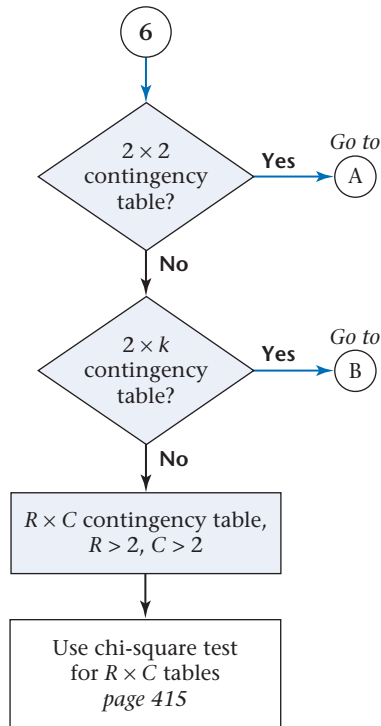 6
2 × 2
contingency
table?
Yes
Go to
A
No
2 × k
contingency
table?
Yes
Go to
B
No
R × C contingency table,
R > 2, C > 2
Use chi-square test
for R × C tables
page 415